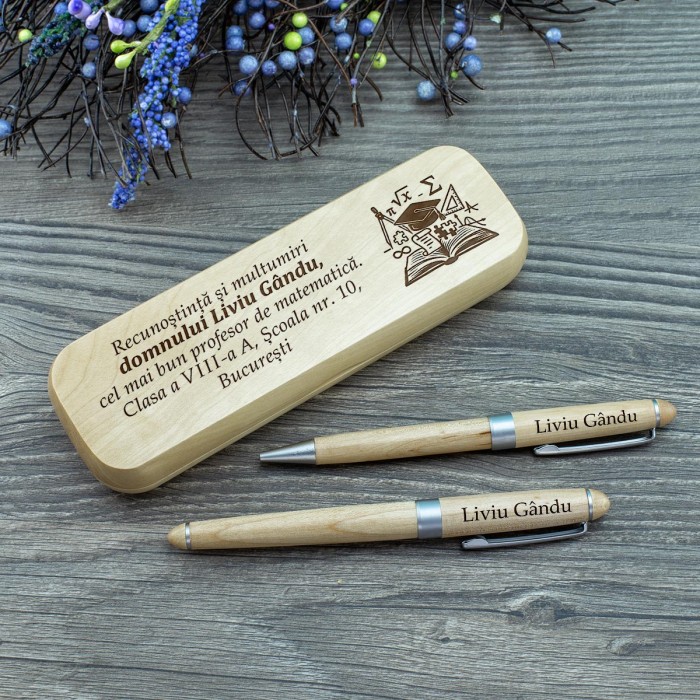 Recunoștință și multumiri
domnului Liviu Gându,
cel mai bun profesor de matematică.
Clasa a VIII-a A, Școala nr. 10,
București
π √x - Σ
Liviu Gându
Liviu Gându